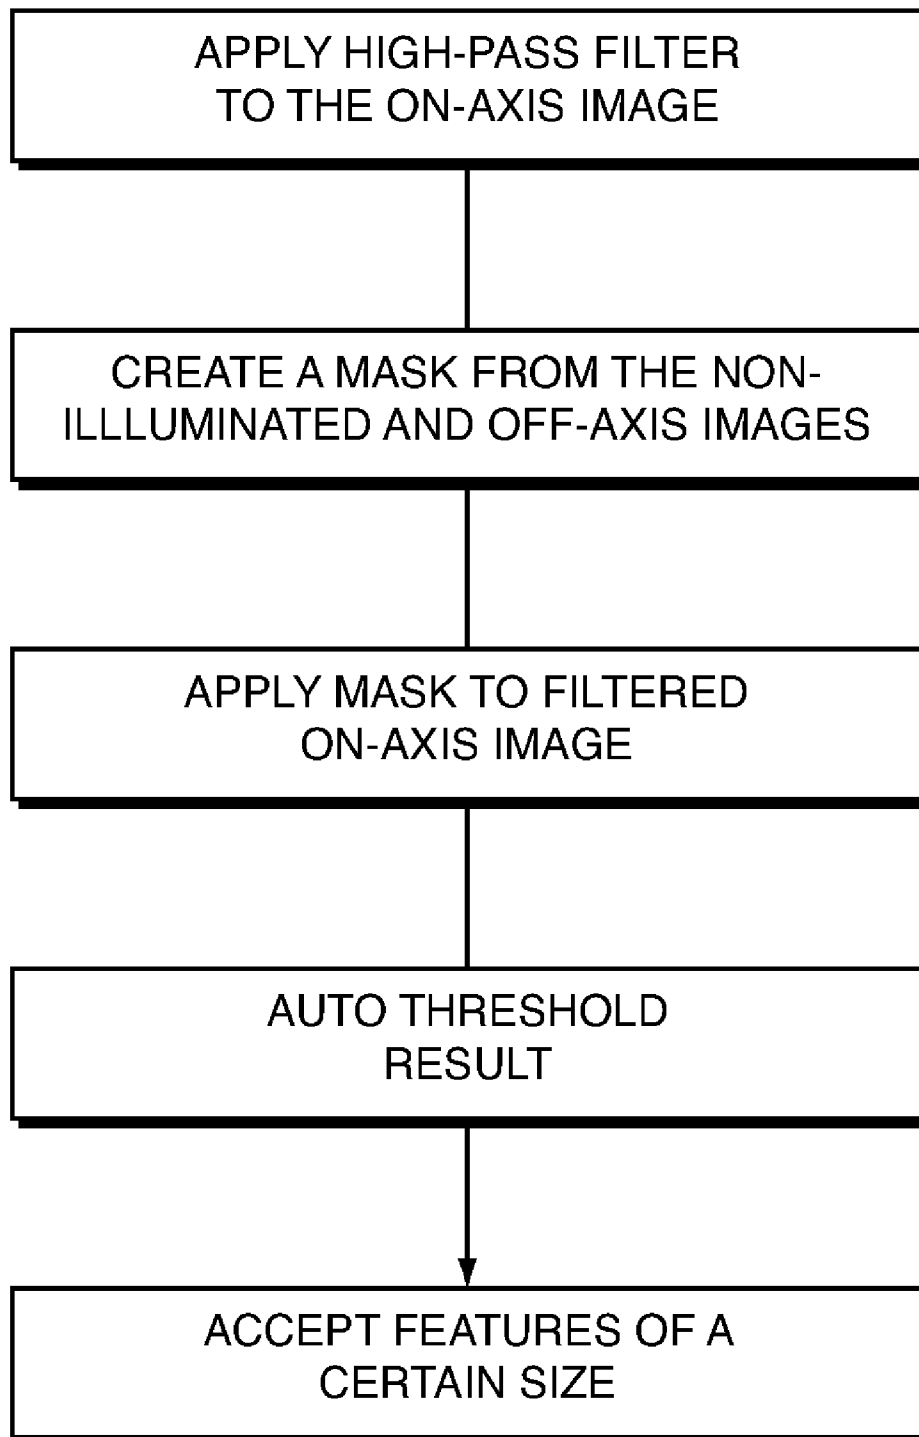 APPLY HIGH-PASS FILTER
TO THE ON-AXIS IMAGE
CREATE A MASK FROM THE NON-
ILLLUMINATED AND OFF-AXIS IMAGES
APPLY MASK TO FILTERED
ON-AXIS IMAGE
AUTO THRESHOLD
RESULT
ACCEPT FEATURES OF A
CERTAIN SIZE